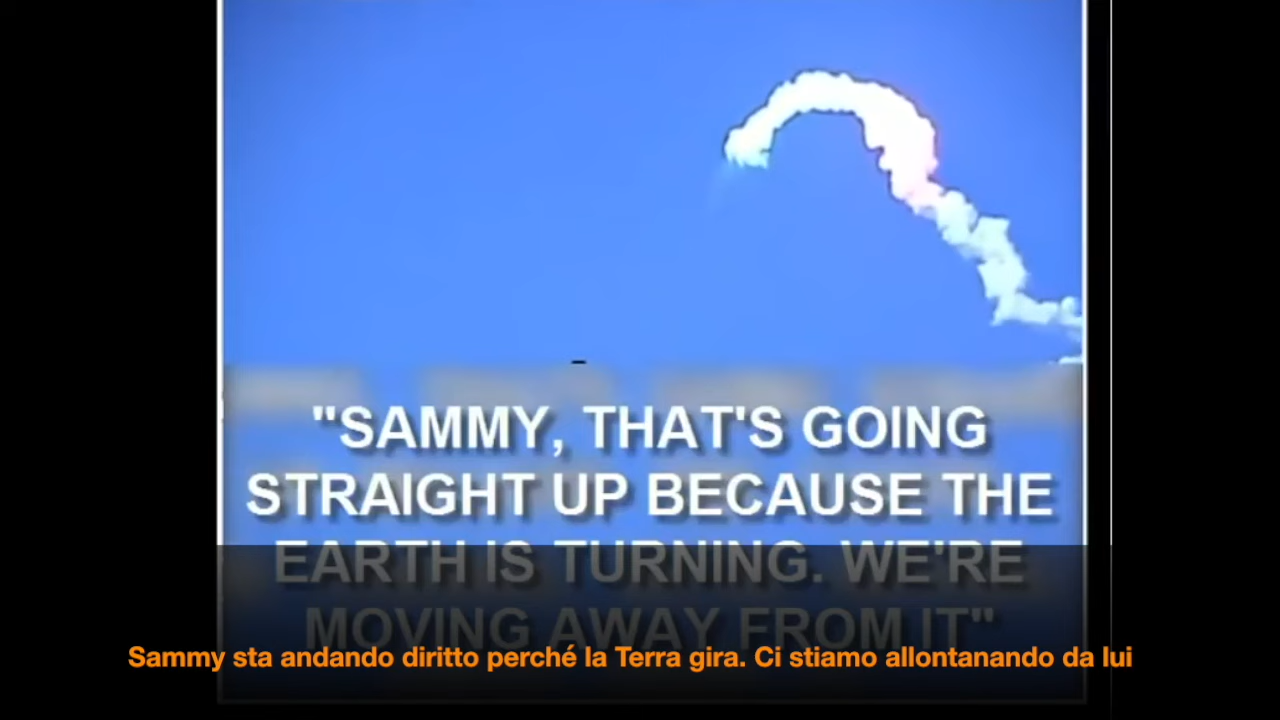 "SAMMY, THAT'S GOING
STRAIGHT UP BECAUSE THE
EARTH IS TURNING. WE'RE
MOVING AWAY FROM IT"
Sammy sta andando diritto perché la Terra gira. Ci stiamo allontanando da lui